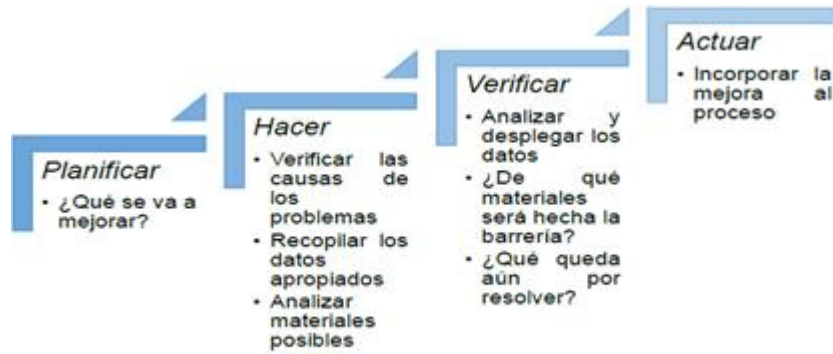 Planificar
• ¿Qué se va a
mejorar?
Hacer
• Verificar las
causas de
los
problemas
• Recopilar los
datos
apropiados
• Analizar
materiales
posibles
Verificar
• Analizar y
desplegar los
datos
• ¿De qué
materiales
será hecha la
barrería?
• ¿Qué queda
aún por
resolver?
Actuar
• Incorporar la
mejora al
proceso